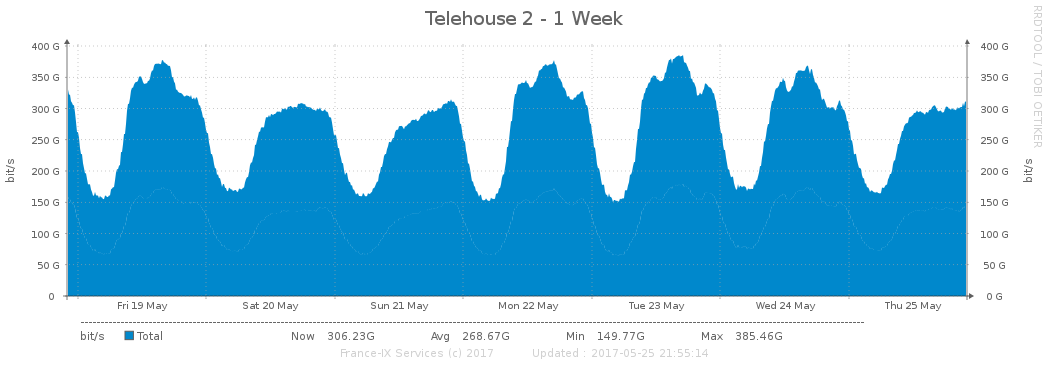 Telehouse 2 - 1 Week
RRDTOOL / TOBI OETIKER
400 G 400 G
350 G 350 G
300 G 300 G
250 G 250 G
200 G 200 G
150 G 150 G
100 G 100 G
50 G 50 G
0 0 G
bit/s bit/s
Fri 19 May Sat 20 May Sun 21 May Mon 22 May Tue 23 May Wed 24 May Thu 25 May
bit/s Total Now 306.23G Avg 268.67G Min 149.77G Max 385.46G
France-IX Services (c) 2017 Updated : 2017-05-25 21:55:14